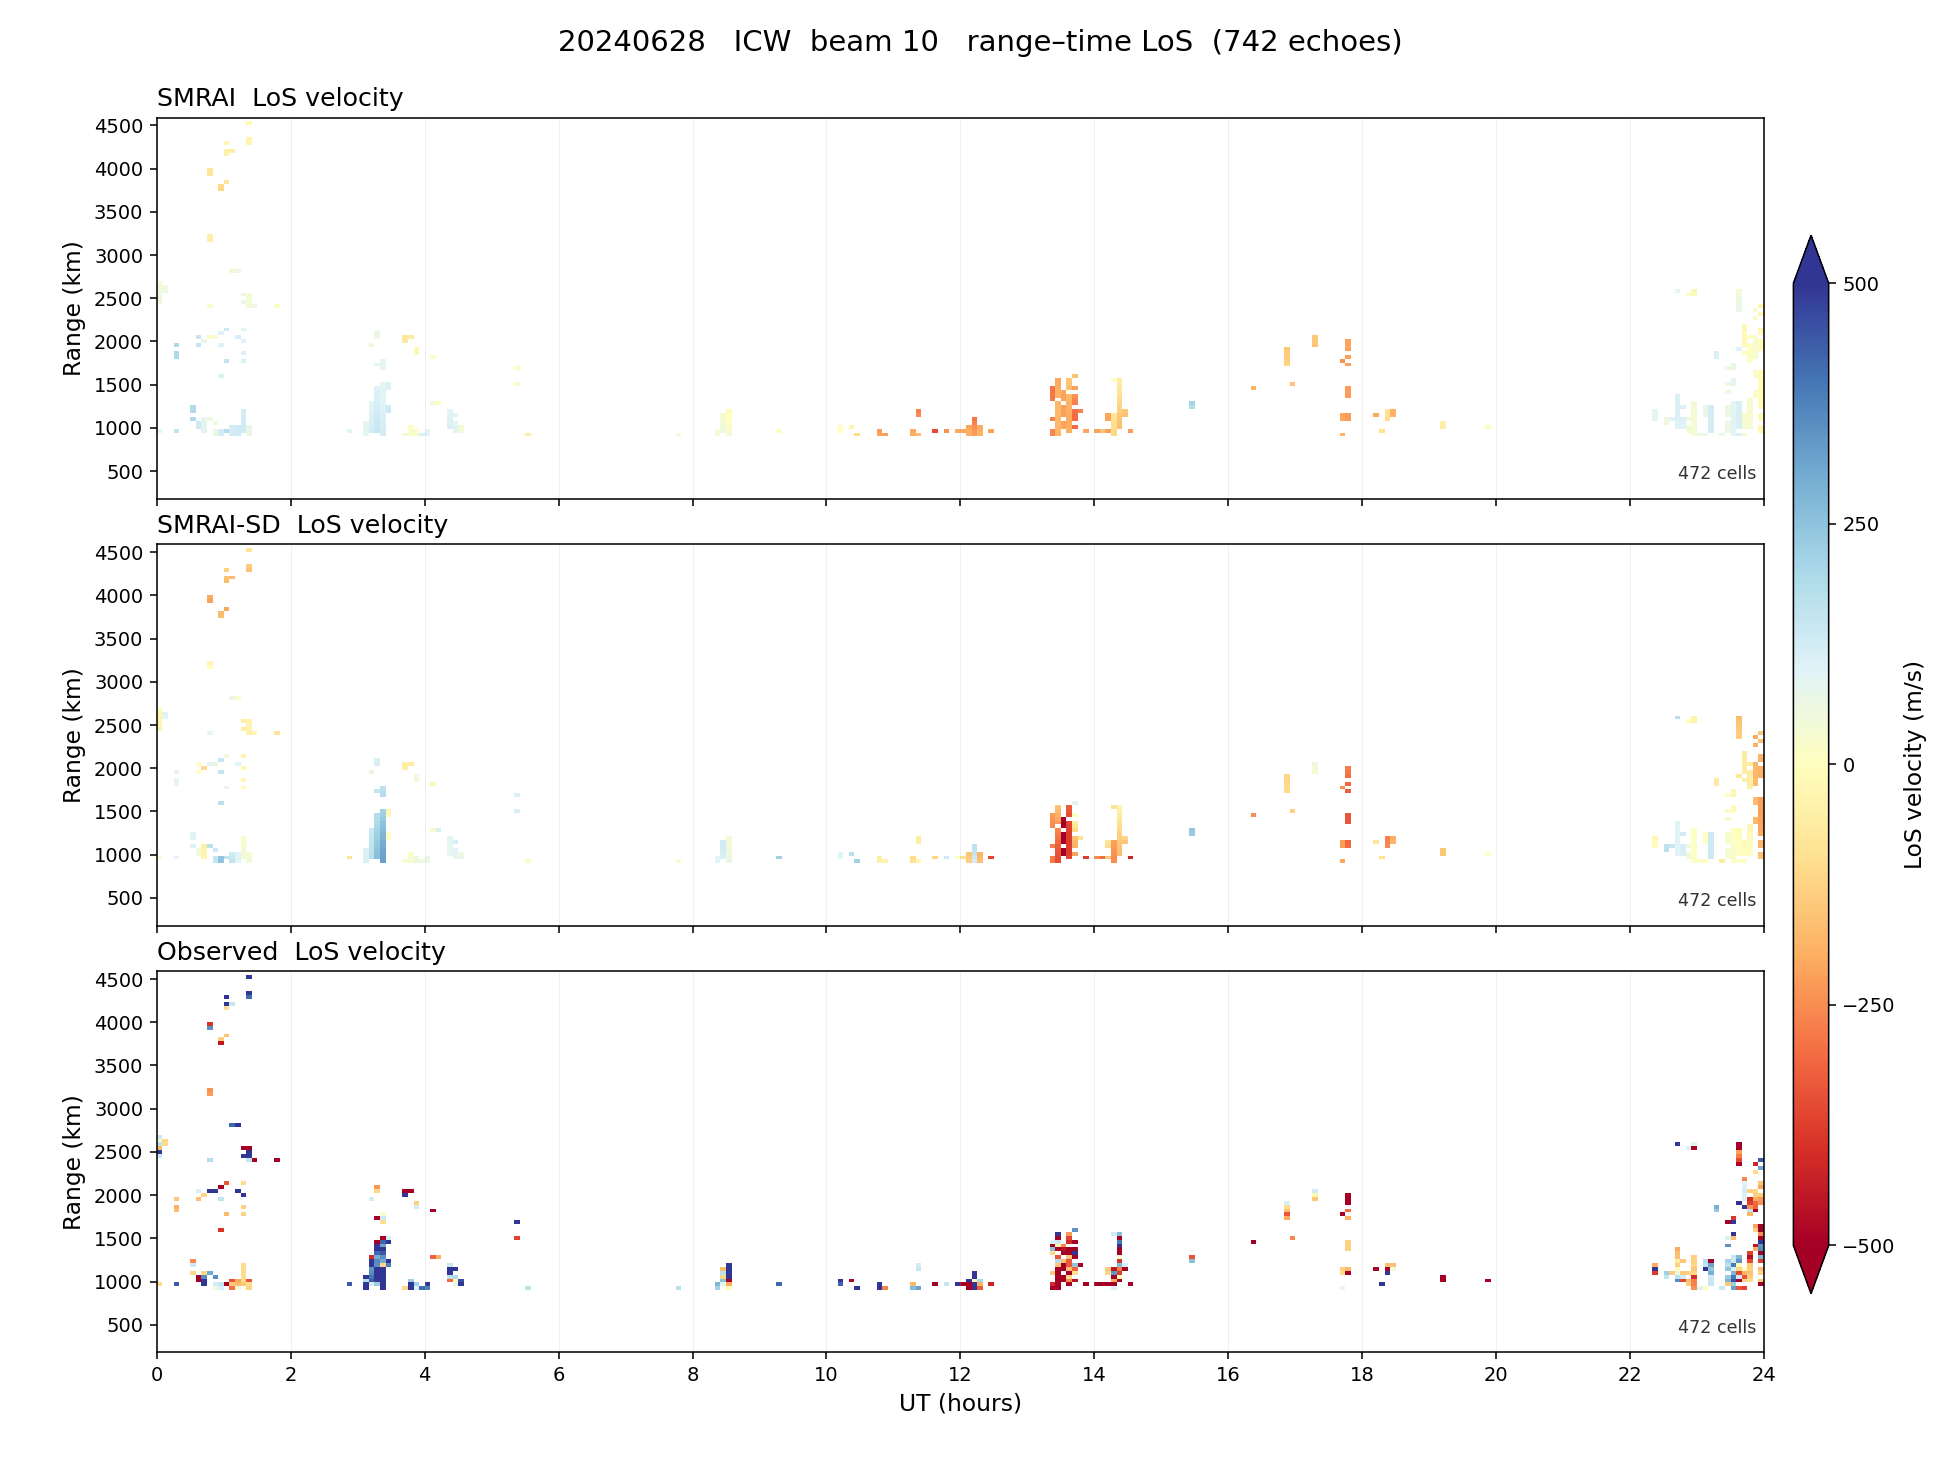 20240628   ICW  beam 10   range–time LoS  (742 echoes)
SMRAI  LoS velocity
4500
4000
3500
3000
2500
2000
1500
1000
500
Range (km)
472 cells
SMRAI-SD  LoS velocity
4500
4000
3500
3000
2500
2000
1500
1000
500
Range (km)
472 cells
Observed  LoS velocity
4500
4000
3500
3000
2500
2000
1500
1000
500
Range (km)
472 cells
0 2 4 6 8 10 12 14 16 18 20 22 24
UT (hours)
500
250
0
−250
−500
LoS velocity (m/s)